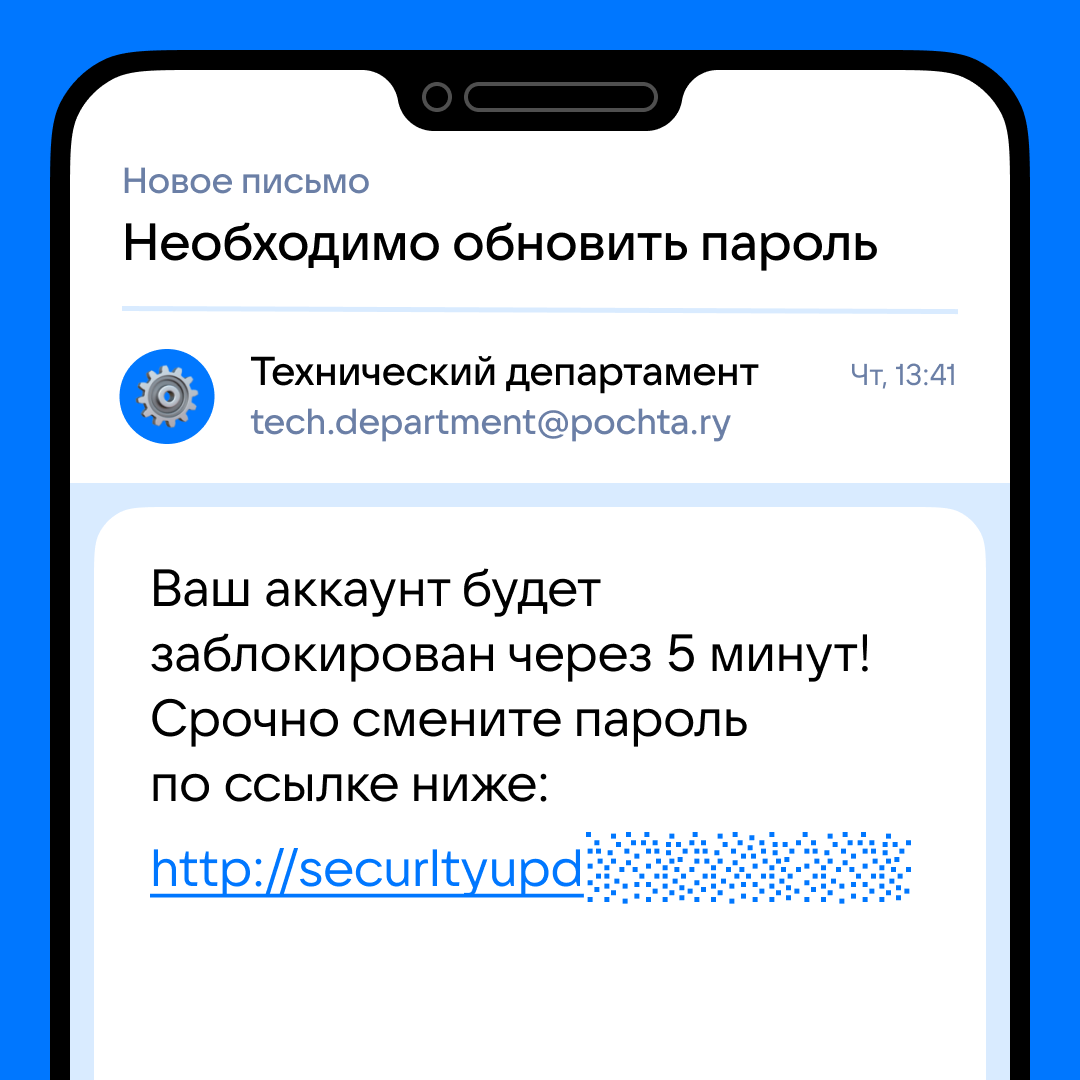 Новое письмо
Необходимо обновить пароль
Технический департамент
Чт, 13:41
tech.department@pochta.ry
Ваш аккаунт будет
заблокирован через 5 минут!
Срочно смените пароль
по ссылке ниже:
http://securltyupd